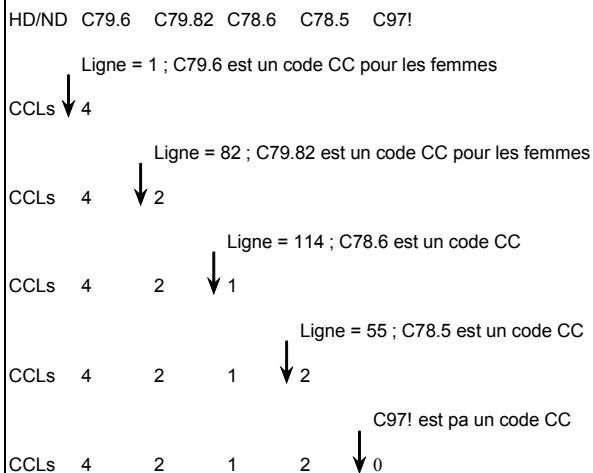 HD/ND C79.6 C79.82 C78.6 C78.5 C97!
Ligne = 1 ; C79.6 est un code CC pour les femmes
CCLs 4
Ligne = 82 ; C79.82 est un code CC pour les femmes
CCLs 4 2
Ligne = 114 ; C78.6 est un code CC
CCLs 4 2 1
Ligne = 55 ; C78.5 est un code CC
CCLs 4 2 1 2
C97! est pa un code CC
CCLs 4 2 1 2 0